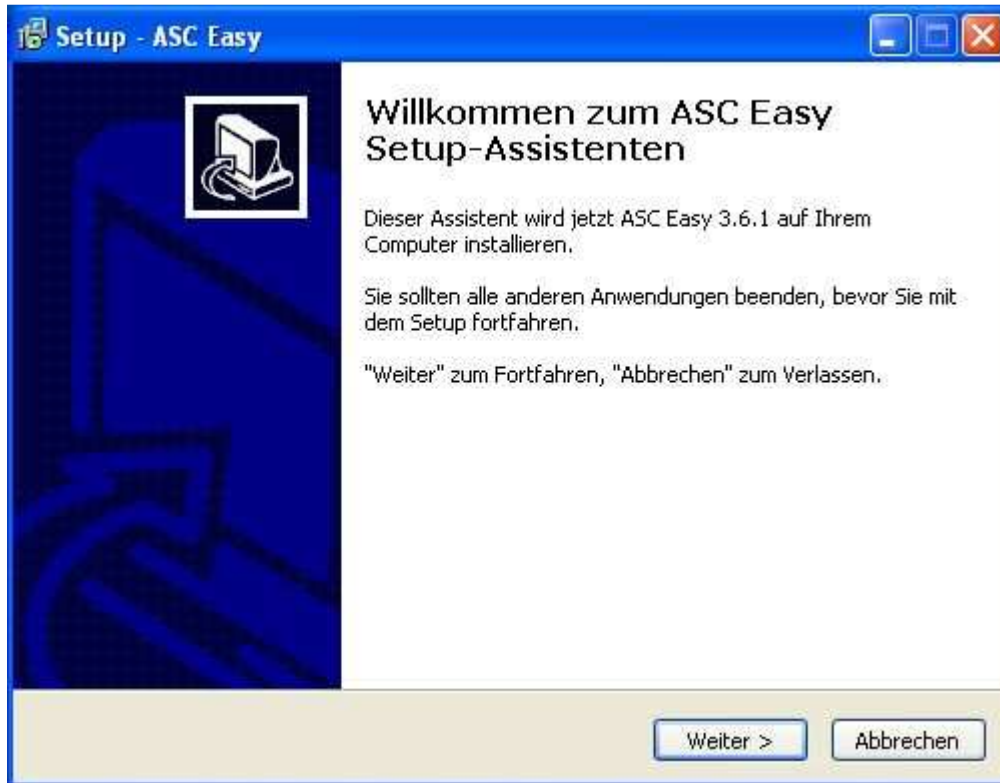 Setup - ASC Easy
Willkommen zum ASC Easy
Setup-Assistenten
Dieser Assistent wird jetzt ASC Easy 3.6.1 auf Ihrem
Computer installieren.
Sie sollten alle anderen Anwendungen beenden, bevor Sie mit
dem Setup fortfahren.
"Weiter" zum Fortfahren, "Abbrechen" zum Verlassen.
Weiter >
Abbrechen